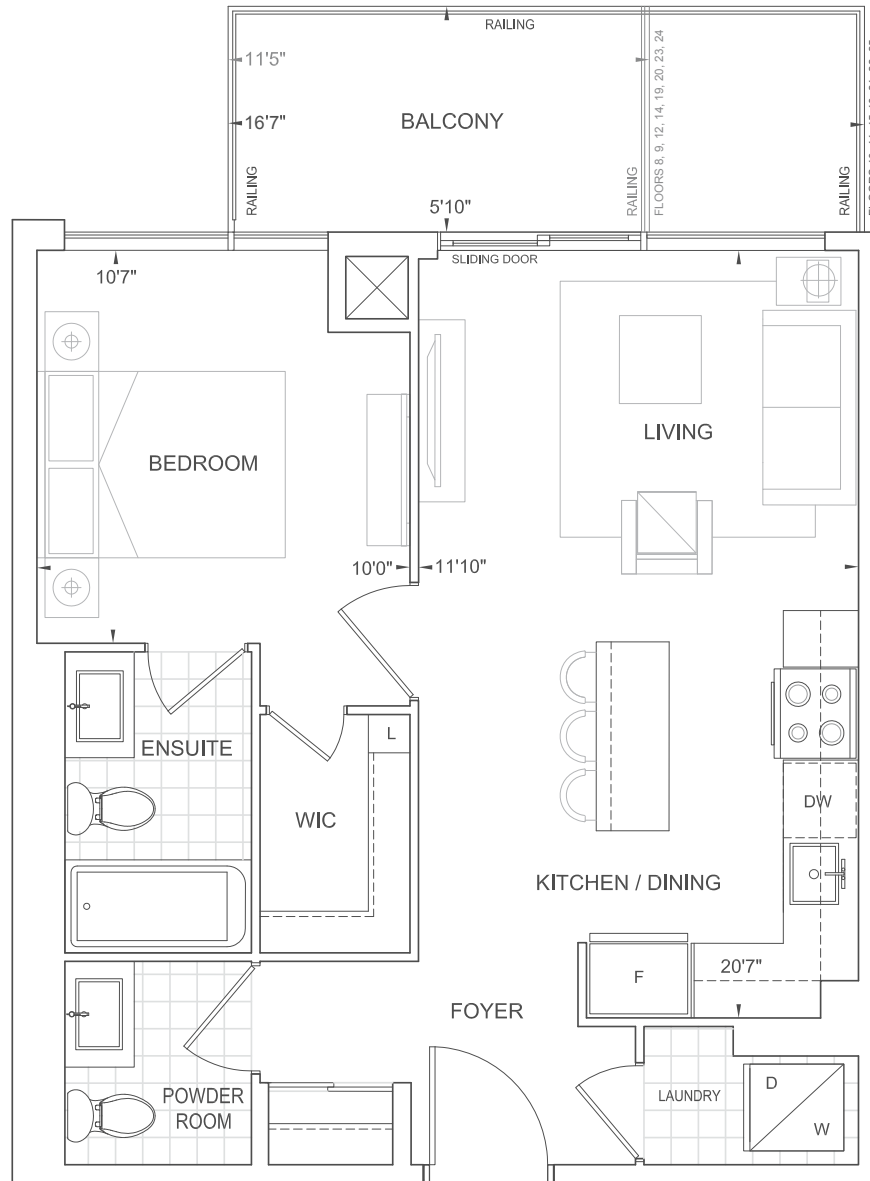 RAILING
11'5"
16'7"
BALCONY
RAILING
RAILING
FLOORS 8, 9, 12, 14, 19, 20, 23, 24
RAILING
5'10"
SLIDING DOOR
10'7"
LIVING
BEDROOM
10'0"
11'10"
L
ENSUITE
WIC
DW
KITCHEN / DINING
F
20'7"
FOYER
POWDER
ROOM
LAUNDRY
D
W